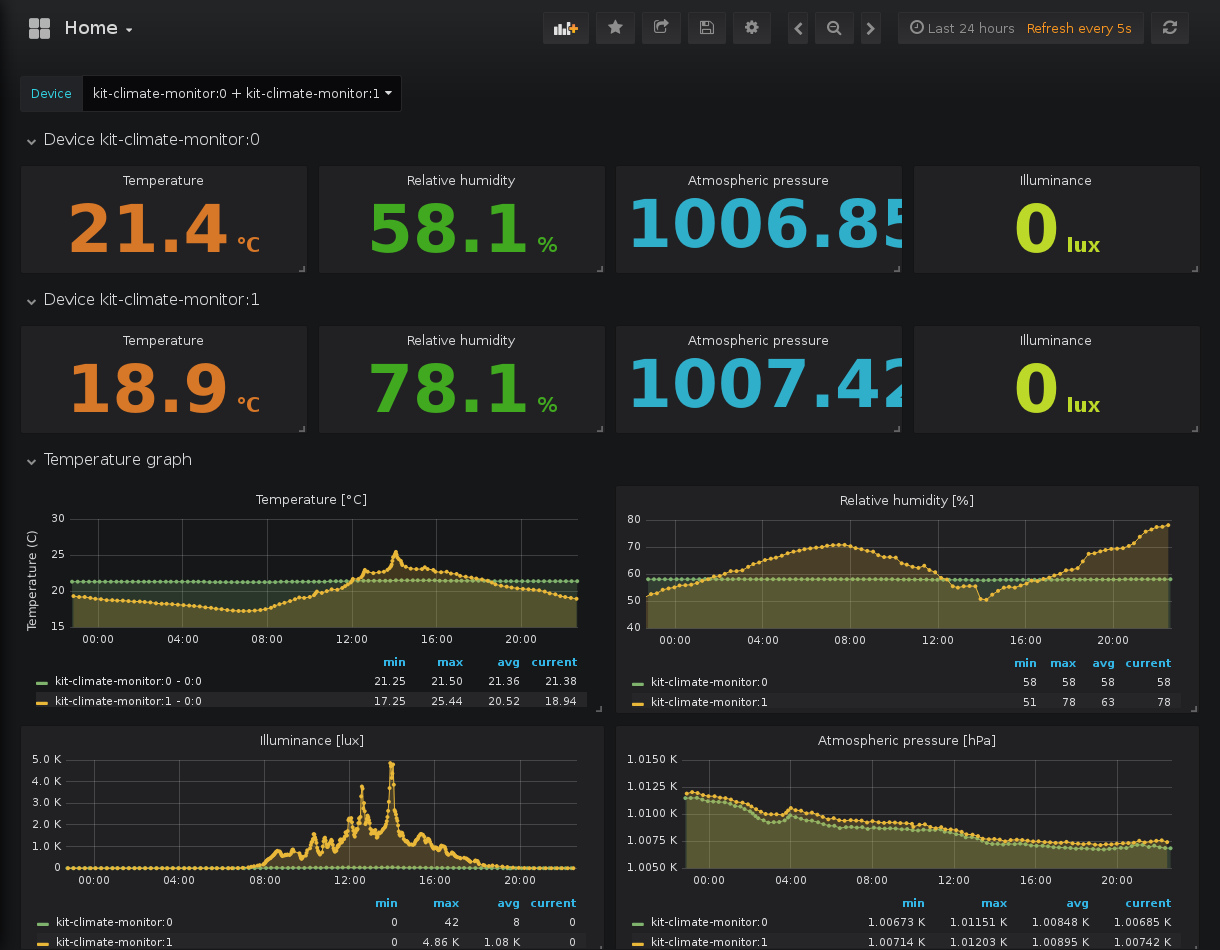 Home
Last 24 hours Refresh every 5s
Device kit-climate-monitor:0 + kit-climate-monitor:1
Device kit-climate-monitor:0
Temperature Relative humidity Atmospheric pressure Illuminance
21.4 °C 58.1 % 1006.85 0 lux
Device kit-climate-monitor:1
Temperature Relative humidity Atmospheric pressure Illuminance
18.9 °C 78.1 % 1007.42 0 lux
Temperature graph
Temperature [°C]
Temperature (C)
30
25
20
15
00:00 04:00 08:00 12:00 16:00 20:00
min max avg current
kit-climate-monitor:0 - 0:0 21.25 21.50 21.36 21.38
kit-climate-monitor:1 - 0:0 17.25 25.44 20.52 18.94
Relative humidity [%]
80
70
60
50
40
00:00 04:00 08:00 12:00 16:00 20:00
min max avg current
kit-climate-monitor:0 58 58 58 58
kit-climate-monitor:1 51 78 63 78
Illuminance [lux]
5.0 K
4.0 K
3.0 K
2.0 K
1.0 K
0
00:00 04:00 08:00 12:00 16:00 20:00
min max avg current
kit-climate-monitor:0 0 42 8 0
kit-climate-monitor:1 0 4.86 K 1.08 K 0
Atmospheric pressure [hPa]
1.0150 K
1.0125 K
1.0100 K
1.0075 K
1.0050 K
00:00 04:00 08:00 12:00 16:00 20:00
min max avg current
kit-climate-monitor:0 1.00673 K 1.01151 K 1.00848 K 1.00685 K
kit-climate-monitor:1 1.00714 K 1.01203 K 1.00895 K 1.00742 K